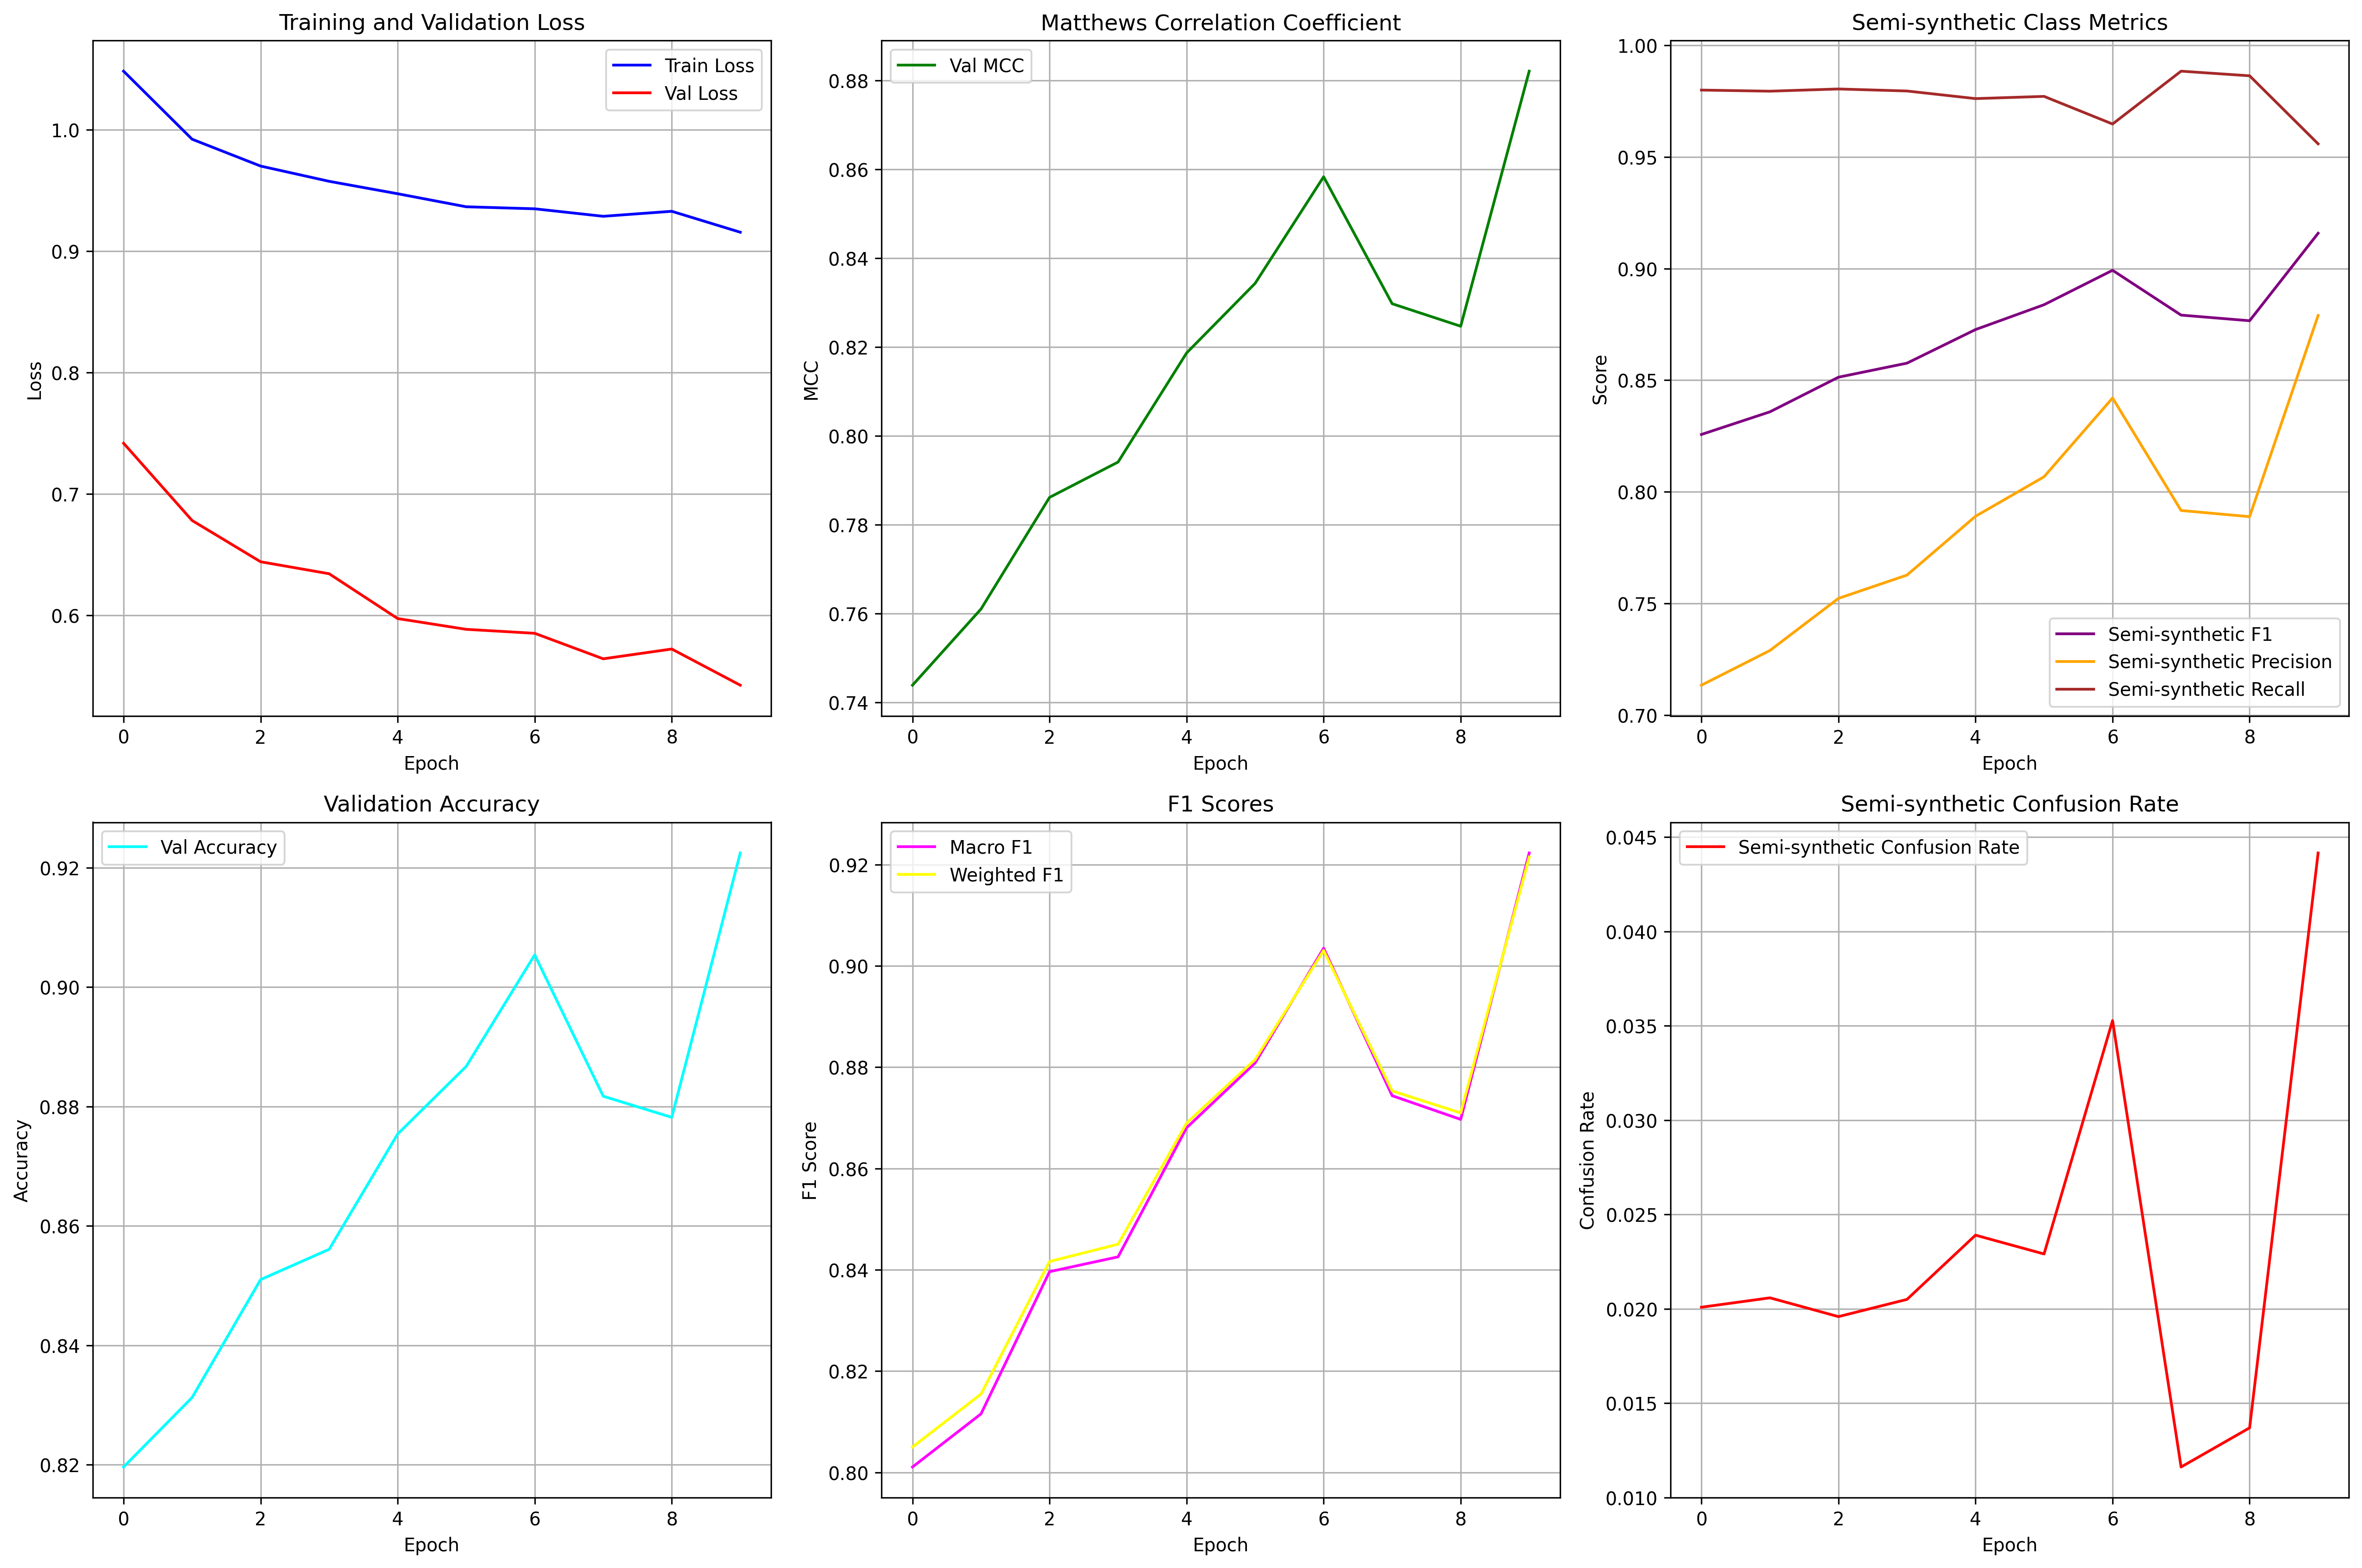 Training and Validation Loss
Train Loss
Val Loss
1.0
0.9
0.8
0.7
0.6
Loss
0 2 4 6 8
Epoch
Matthews Correlation Coefficient
Val MCC
0.88
0.86
0.84
0.82
0.80
0.78
0.76
0.74
MCC
0 2 4 6 8
Epoch
Semi-synthetic Class Metrics
1.00
0.95
0.90
0.85
0.80
0.75
0.70
Score
Semi-synthetic F1
Semi-synthetic Precision
Semi-synthetic Recall
0 2 4 6 8
Epoch
Validation Accuracy
Val Accuracy
0.92
0.90
0.88
0.86
0.84
0.82
Accuracy
0 2 4 6 8
Epoch
F1 Scores
Macro F1
Weighted F1
0.92
0.90
0.88
0.86
0.84
0.82
0.80
F1 Score
0 2 4 6 8
Epoch
Semi-synthetic Confusion Rate
Semi-synthetic Confusion Rate
0.045
0.040
0.035
0.030
0.025
0.020
0.015
0.010
Confusion Rate
0 2 4 6 8
Epoch